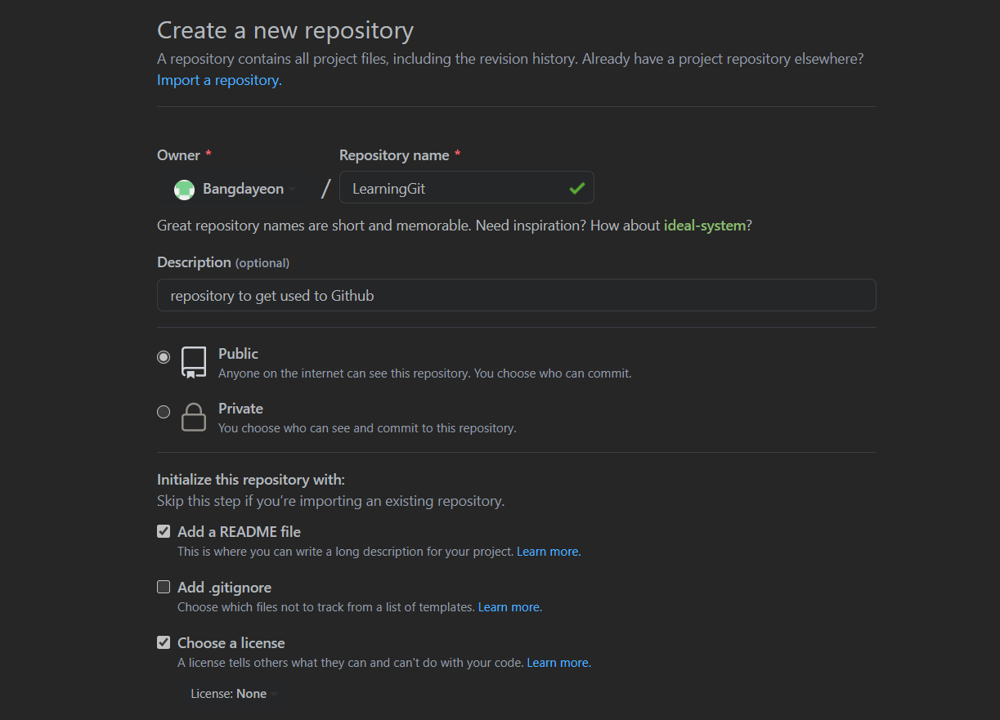 Create a new repository
A repository contains all project files, including the revision history. Already have a project repository elsewhere?
Import a repository.
Owner * Repository name *
Bangdayeon / LearningGit
Great repository names are short and memorable. Need inspiration? How about ideal-system?
Description (optional)
repository to get used to Github
Public
Anyone on the internet can see this repository. You choose who can commit.
Private
You choose who can see and commit to this repository.
Initialize this repository with:
Skip this step if you’re importing an existing repository.
Add a README file
This is where you can write a long description for your project. Learn more.
Add .gitignore
Choose which files not to track from a list of templates. Learn more.
Choose a license
A license tells others what they can and can't do with your code. Learn more.
License: None